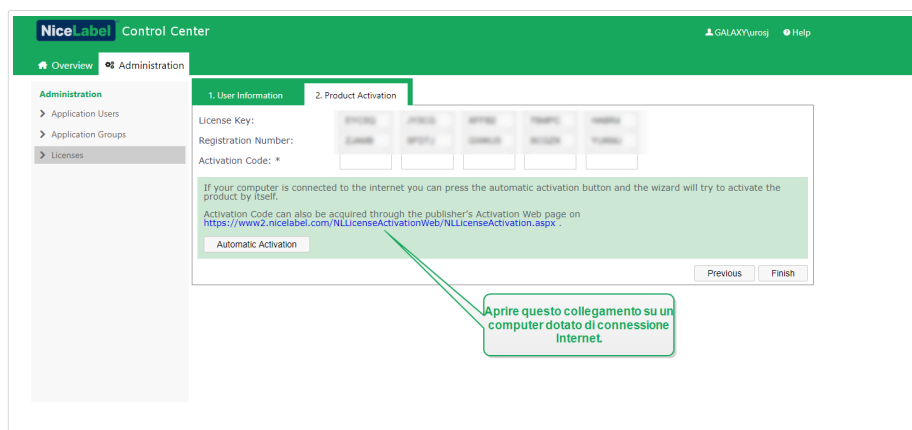 NiceLabel Control Center
GALAXY\urosj Help
Overview Administration
Administration
Application Users
Application Groups
Licenses
1. User Information 2. Product Activation
License Key:
Registration Number:
Activation Code: *
If your computer is connected to the internet you can press the automatic activation button and the wizard will try to activate the
product by itself.
Activation Code can also be acquired through the publisher's Activation Web page on
https://www2.nicelabel.com/NLLicenseActivationWeb/NLLicenseActivation.aspx .
Automatic Activation
Previous Finish
Aprire questo collegamento su un
computer dotato di connessione
Internet.